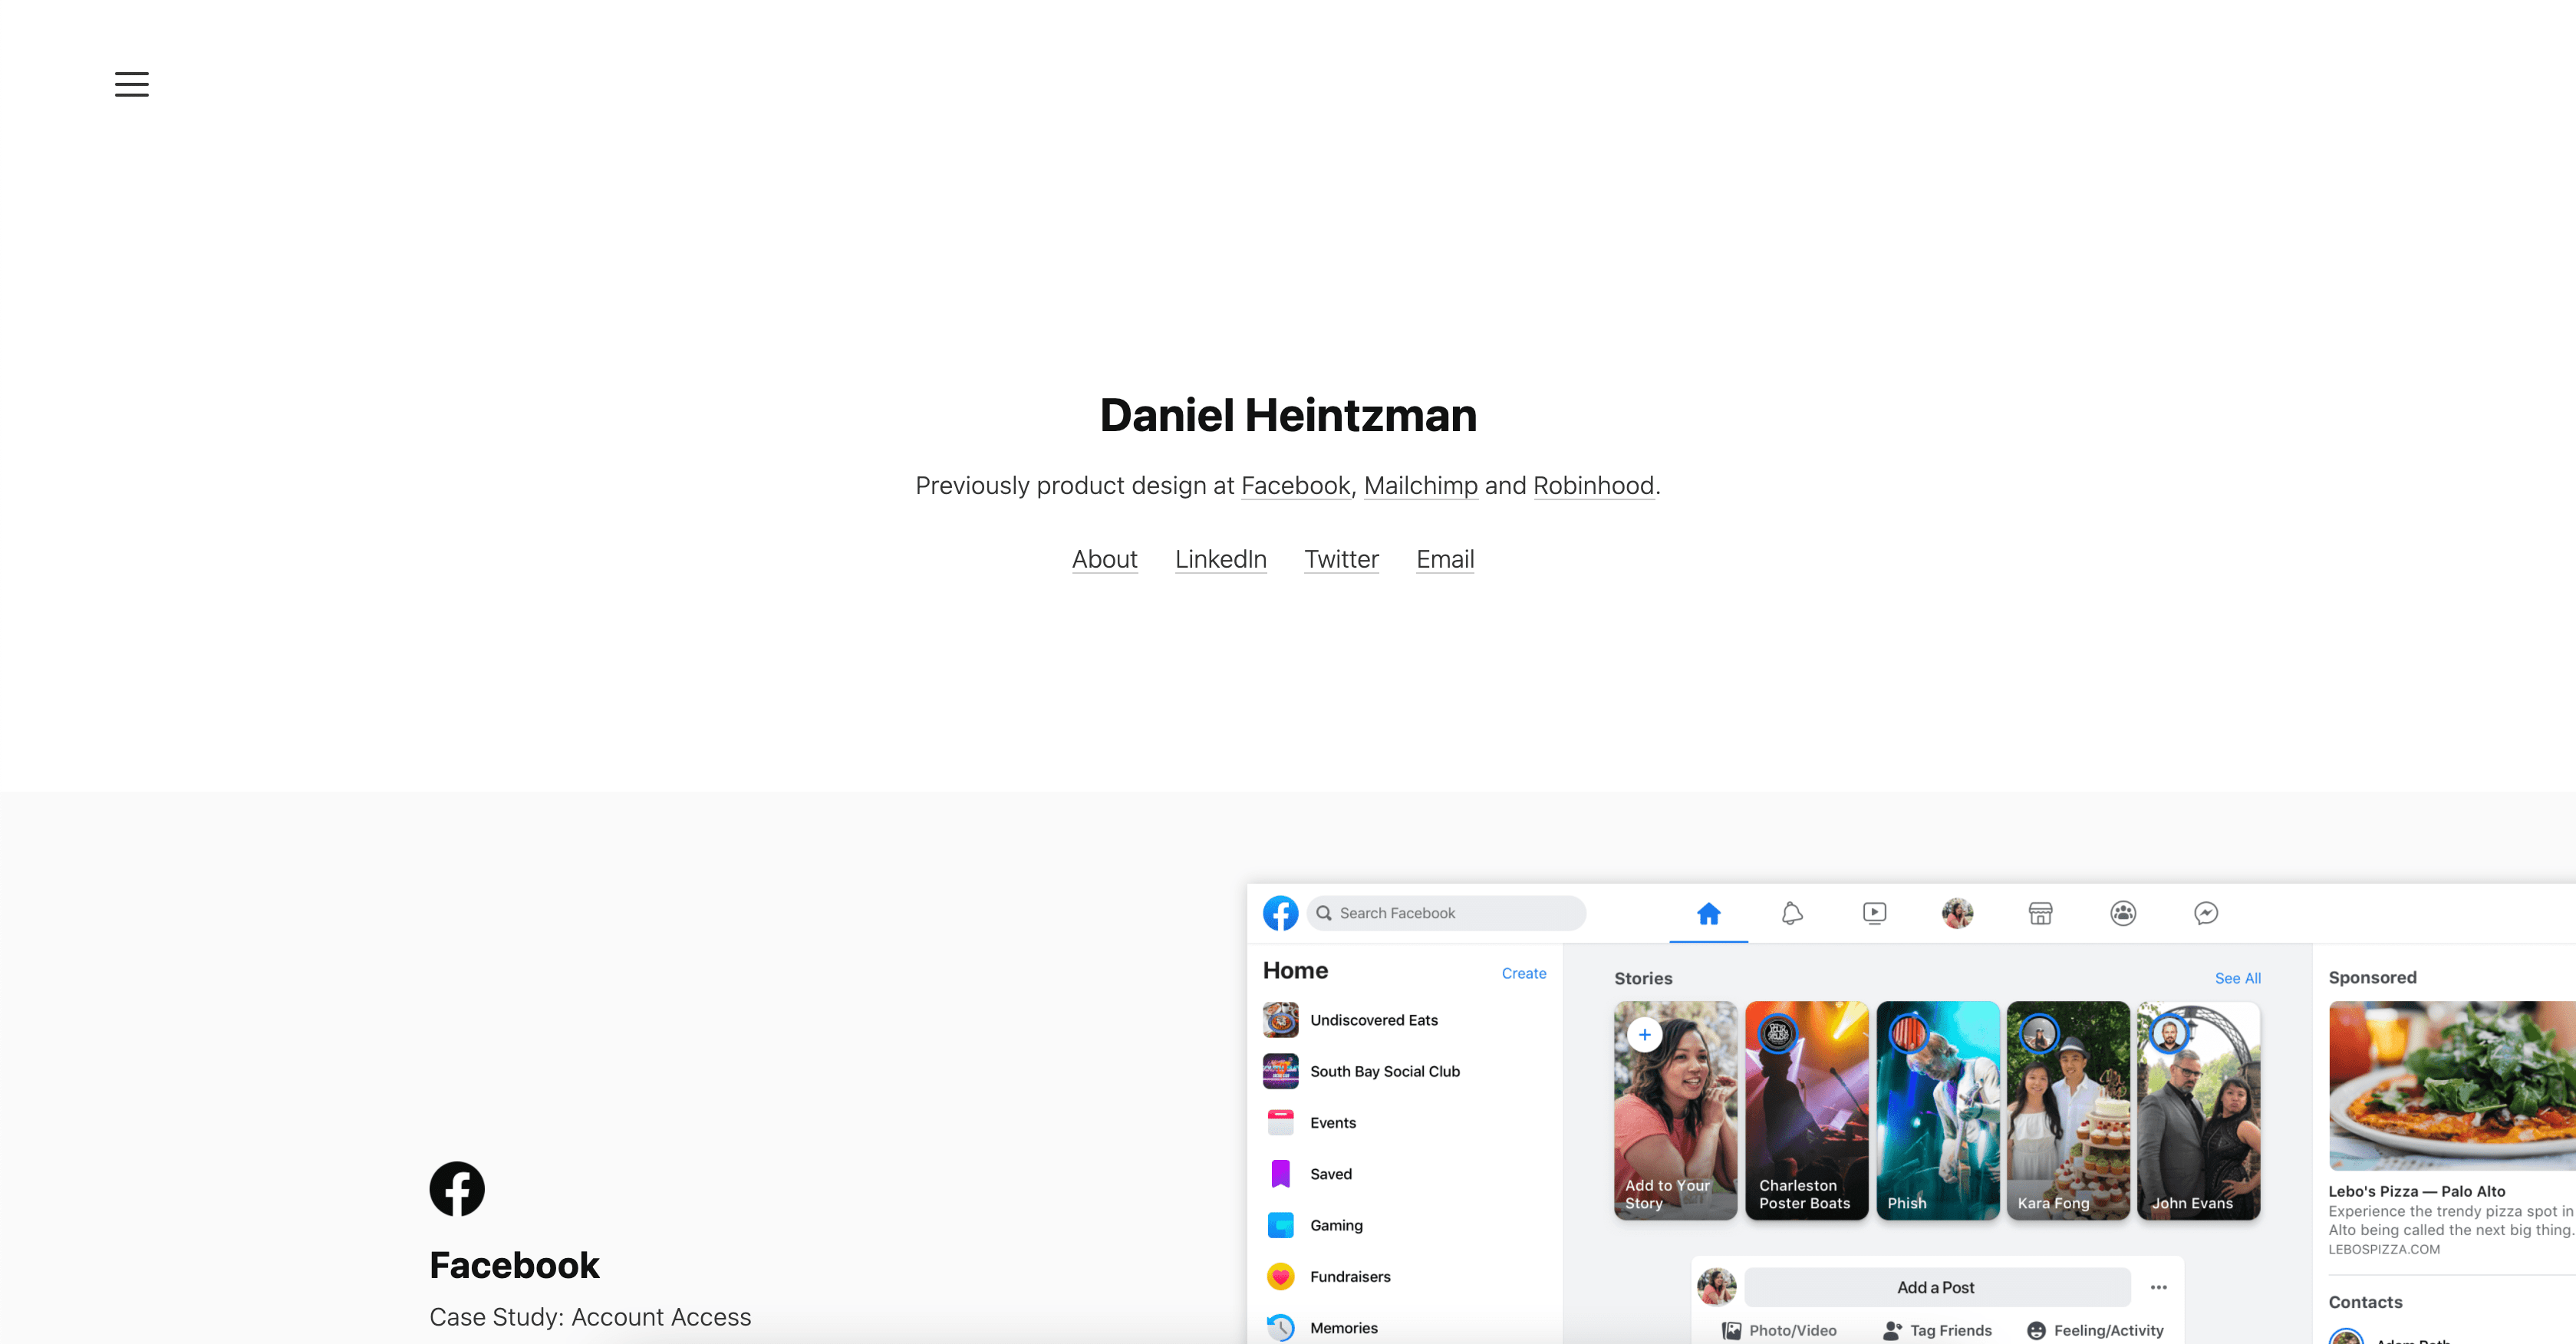 Daniel Heintzman
Previously product design at Facebook, Mailchimp and Robinhood.
About LinkedIn Twitter Email
Facebook
Case Study: Account Access
Search Facebook
Home Create
Undiscovered Eats
South Bay Social Club
Events
Saved
Gaming
Fundraisers
Memories
Stories See All
Add to Your
Story
Charleston
Poster Boats
Phish
Kara Fong
John Evans
Add a Post
Photo/Video Tag Friends Feeling/Activity
Sponsored
Lebo's Pizza — Palo Alto
Experience the trendy pizza spot in
Alto being called the next big thing.
LEBOSPIZZA.COM
Contacts